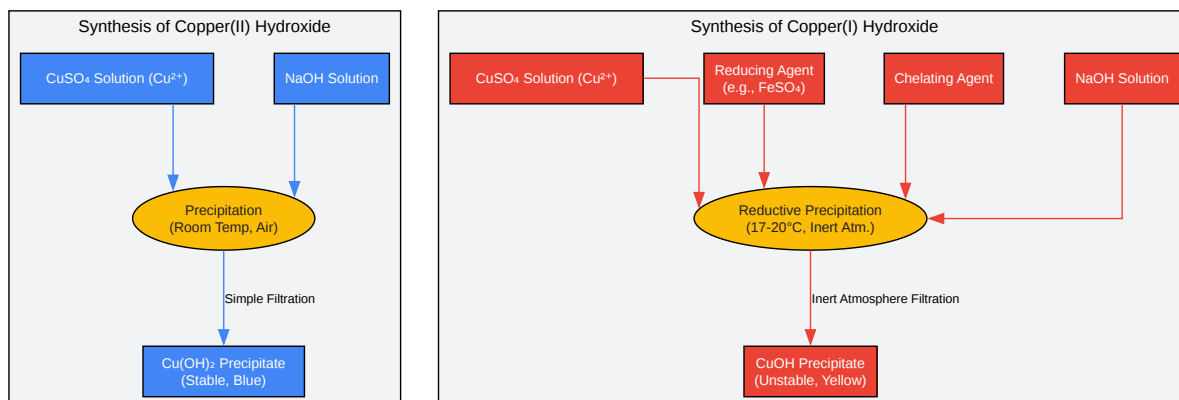 Synthesis of Copper(II) Hydroxide
CuSO₄ Solution (Cu²⁺)
NaOH Solution
Precipitation
(Room Temp, Air)
Simple Filtration
Cu(OH)₂ Precipitate
(Stable, Blue)
Synthesis of Copper(I) Hydroxide
CuSO₄ Solution (Cu²⁺)
Reducing Agent
(e.g., FeSO₄)
Chelating Agent
NaOH Solution
Reductive Precipitation
(17-20°C, Inert Atm.)
Inert Atmosphere Filtration
CuOH Precipitate
(Unstable, Yellow)